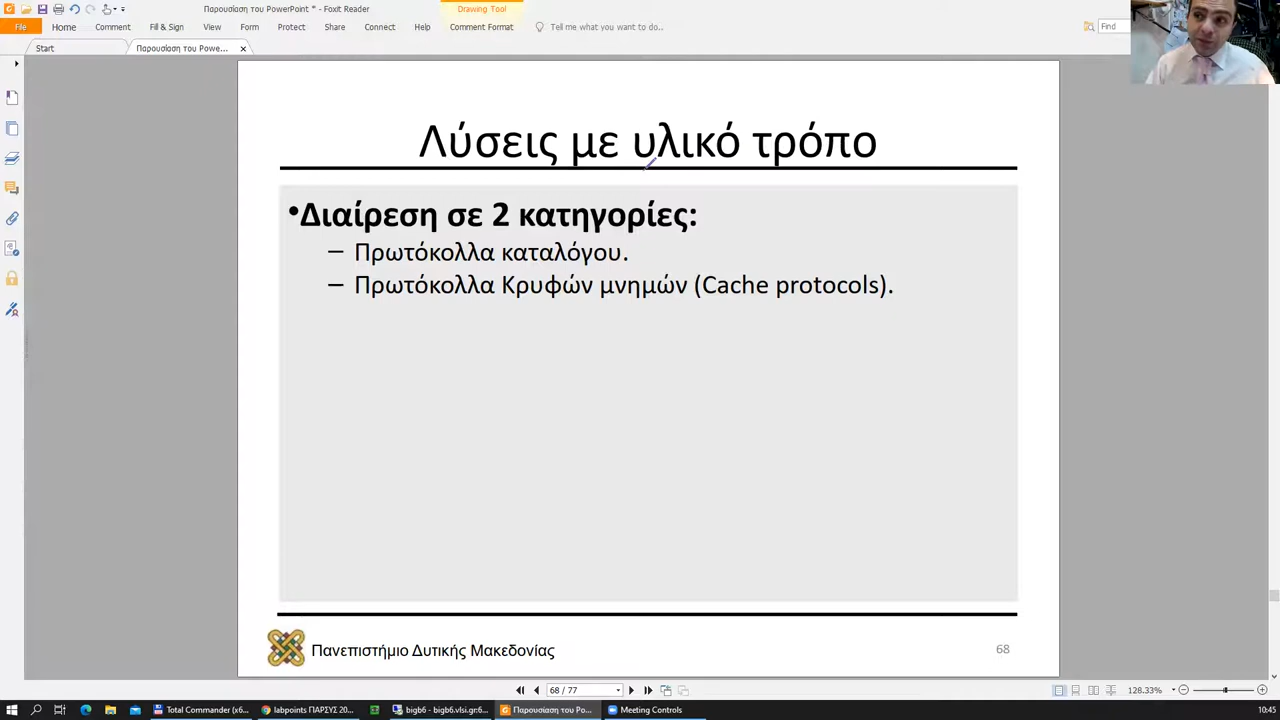 Παρουσίαση του PowerPoint * - Foxit Reader
Drawing Tool
File Home Comment Fill & Sign View Form Protect Share Connect Help Comment Format Tell me what you want to do... Find
Start Παρουσίαση του Powe...
Λύσεις με υλικό τρόπο
•Διαίρεση σε 2 κατηγορίες:
– Πρωτόκολλα καταλόγου.
– Πρωτόκολλα Κρυφών μνημών (Cache protocols).
Πανεπιστήμιο Δυτικής Μακεδονίας
68
68 / 77
128.33%
Total Commander (x6... labpoints ΠΑΡΣΥΣ 20... bigb6 - bigb6.vlsi.gr:6... Παρουσίαση του Po... Meeting Controls 10:45